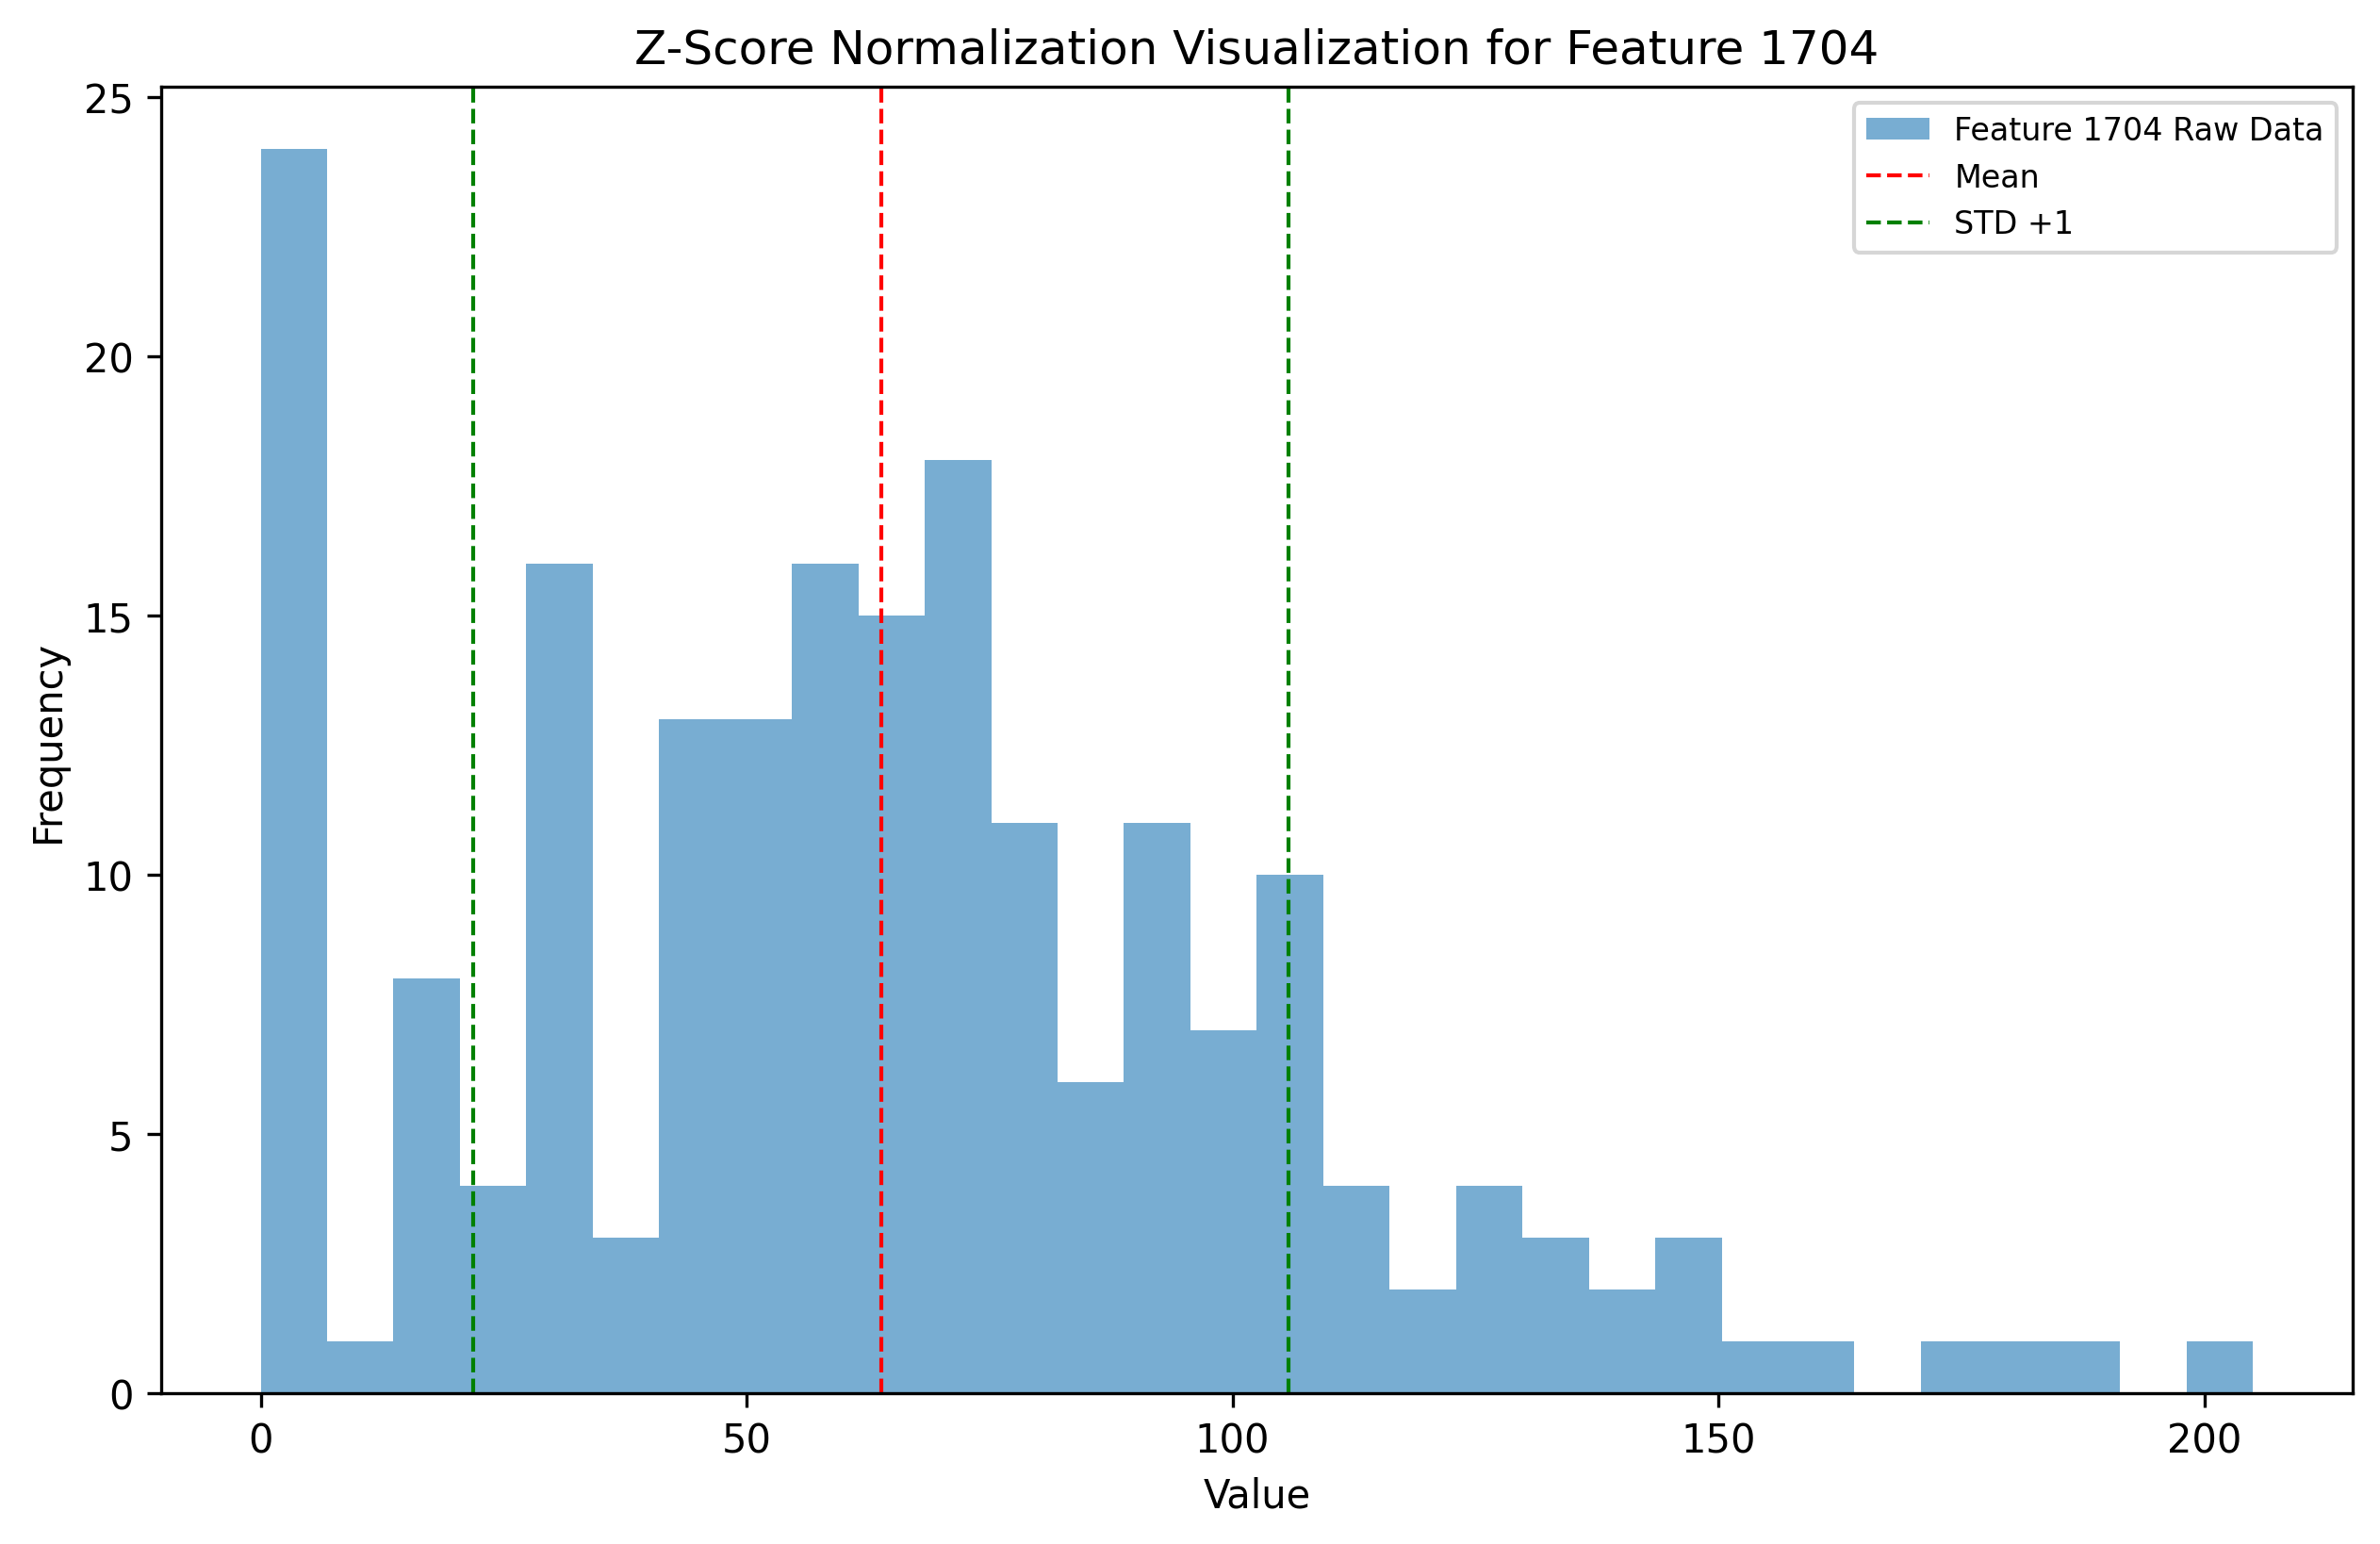 Z-Score Normalization Visualization for Feature 1704
Feature 1704 Raw Data
Mean
STD +1
25
20
15
10
5
0
Frequency
0 50 100 150 200
Value